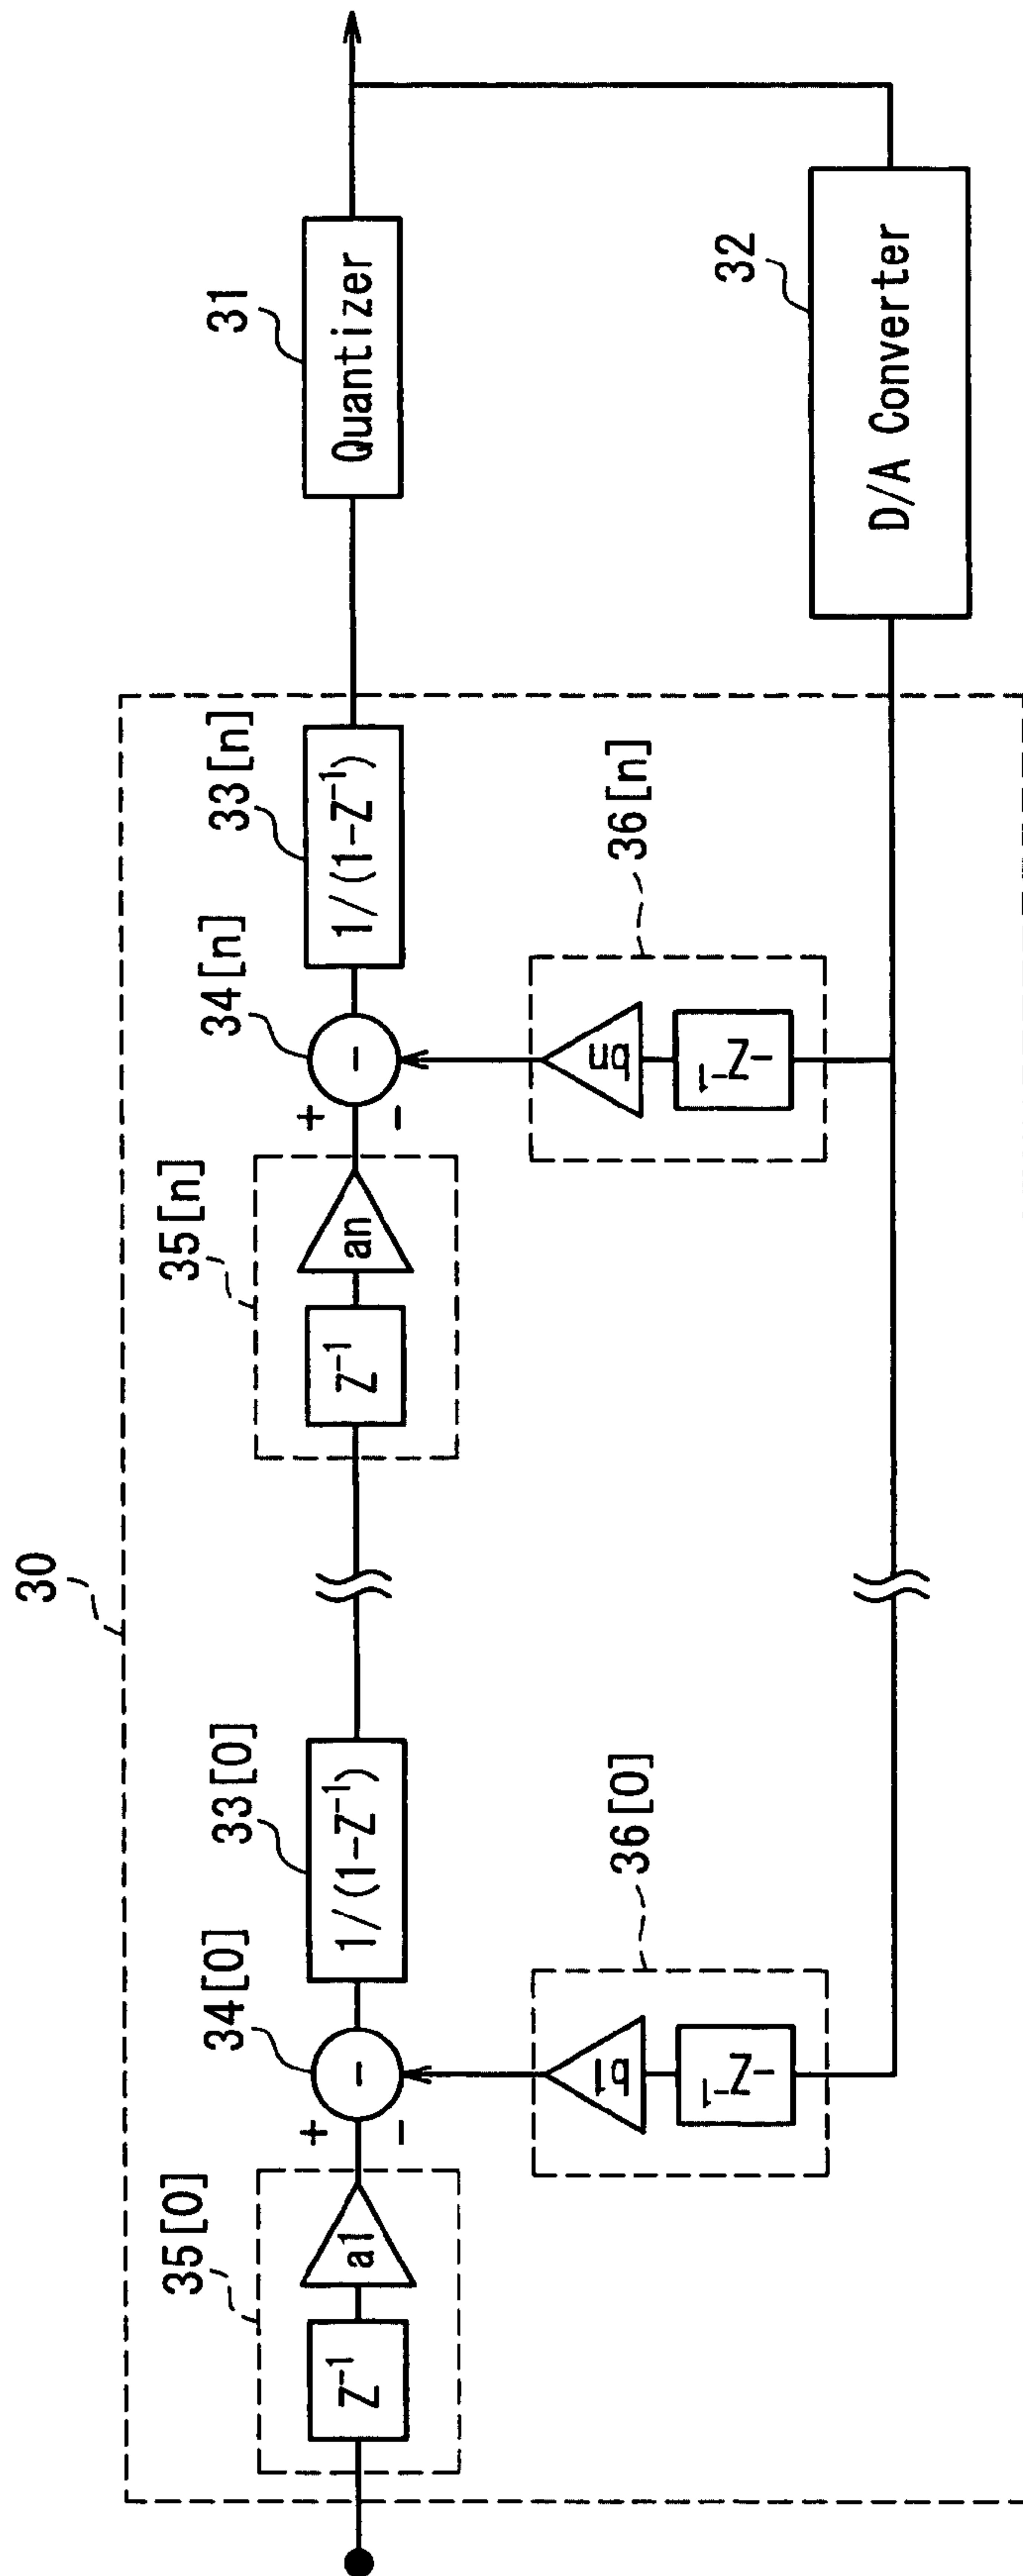 30
35[0]
34[0]
33[0]
35[n]
34[n]
33[n]
31
Z⁻¹
a1
+
-
-
1/(1-Z⁻¹)
Z⁻¹
an
+
-
-
1/(1-Z⁻¹)
Quantizer
36[0]
b1
-Z⁻¹
36[n]
bn
-Z⁻¹
32
D/A Converter